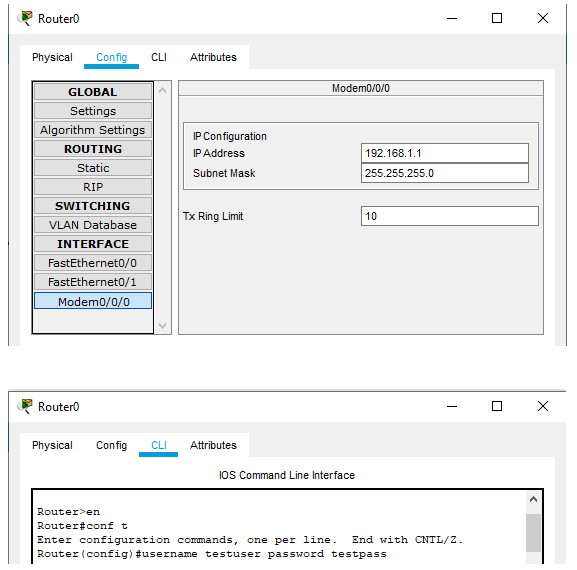 Router0
Physical Config CLI Attributes
GLOBAL
Settings
Algorithm Settings
ROUTING
Static
RIP
SWITCHING
VLAN Database
INTERFACE
FastEthernet0/0
FastEthernet0/1
Modem0/0/0
Modem0/0/0
IP Configuration
IP Address 192.168.1.1
Subnet Mask 255.255.255.0
Tx Ring Limit 10
Router0
Physical Config CLI Attributes
IOS Command Line Interface
Router>en
Router#conf t
Enter configuration commands, one per line. End with CNTL/Z.
Router(config)#username testuser password testpass